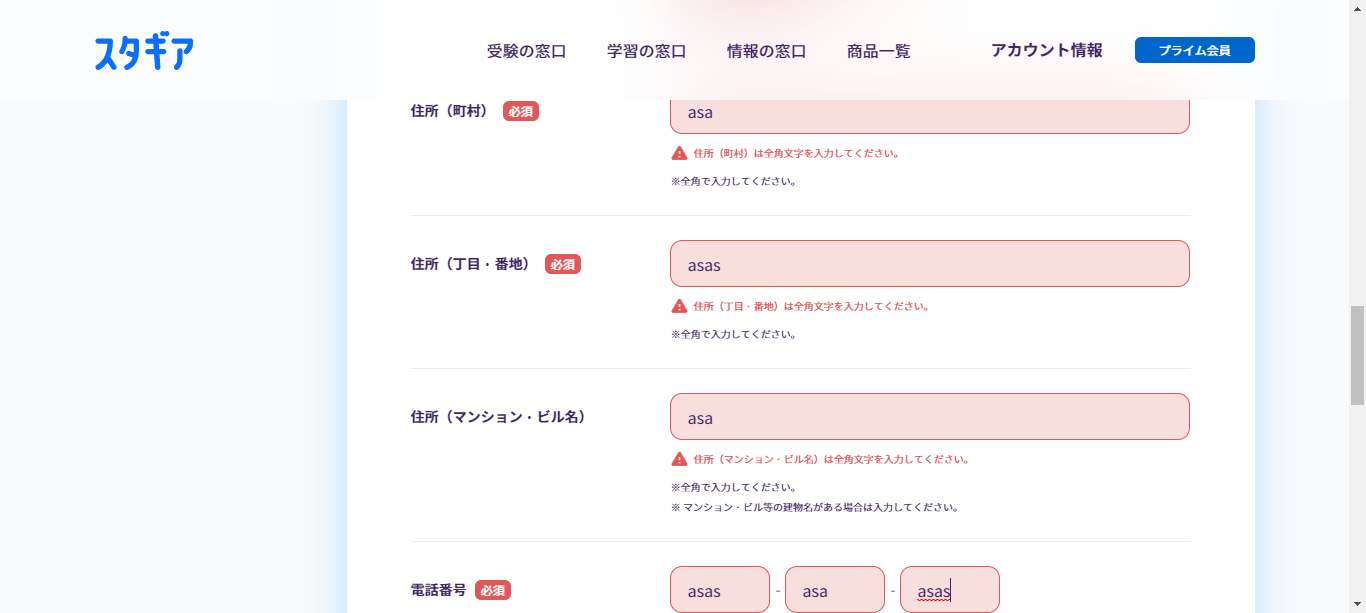 スタギア 受験の窓口 学習の窓口 情報の窓口 商品一覧 アカウント情報 プライム会員
住所（町村） 必須 asa
住所（町村）は全角文字を入力してください。
※全角で入力してください。
住所（丁目・番地） 必須 asas
住所（丁目・番地）は全角文字を入力してください。
※全角で入力してください。
住所（マンション・ビル名） asa
住所（マンション・ビル名）は全角文字を入力してください。
※全角で入力してください。
※ マンション・ビル等の建物名がある場合は入力してください。
電話番号 必須 asas - asa - asas